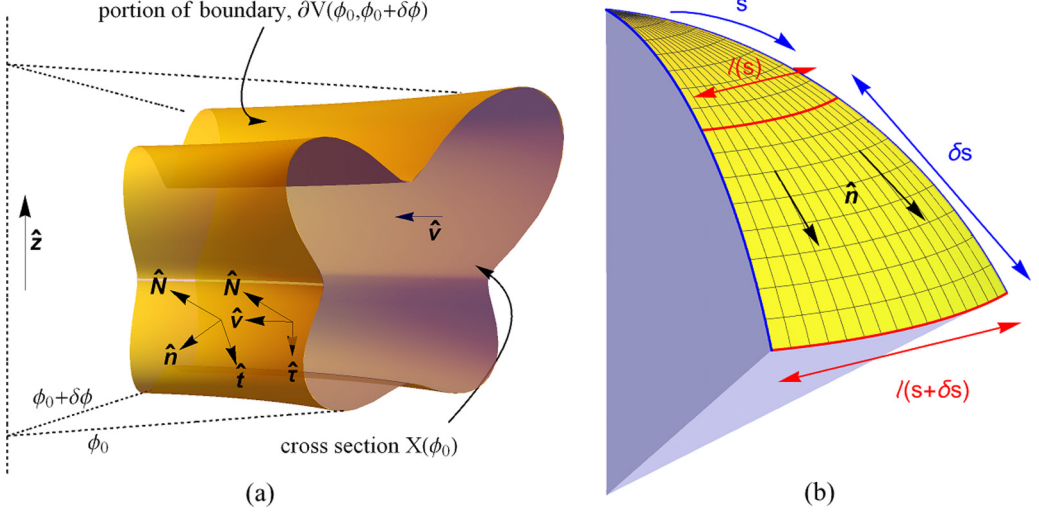 portion of boundary, ∂V(ϕ₀,ϕ₀+δϕ)
ẑ
v̂
N̂ N̂
v̂
n̂ t̂ τ̂
ϕ₀+δϕ
ϕ₀
cross section X(ϕ₀)
(a)
s
l(s)
δs
n̂
l(s+δs)
(b)